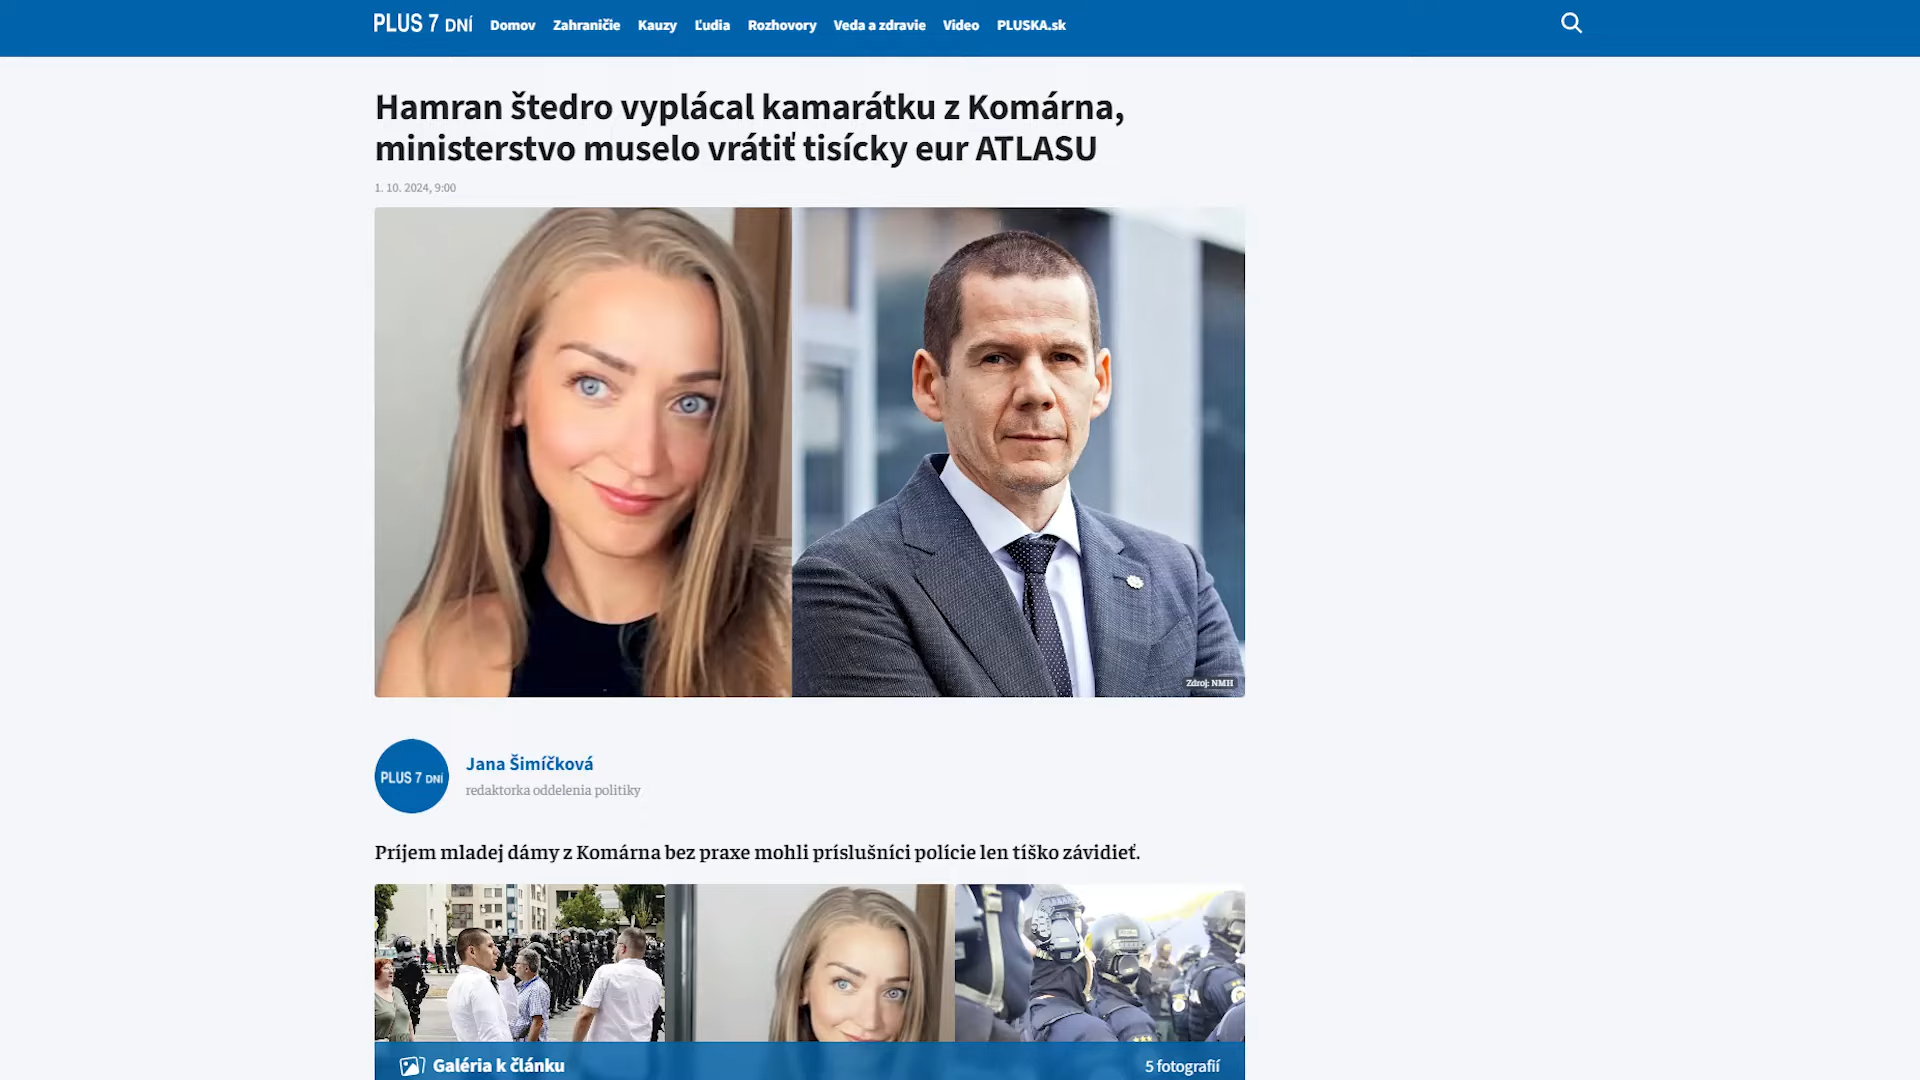 PLUS 7 DNÍ Domov Zahraničie Kauzy Ľudia Rozhovory Veda a zdravie Video PLUSKA.sk
Hamran štedro vyplácal kamarátku z Komárna,
ministerstvo muselo vrátiť tisícky eur ATLASU
1. 10. 2024, 9:00
Zdroj: NMH
PLUS 7 DNÍ
Jana Šimíčková
redaktorka oddelenia politiky
Príjem mladej dámy z Komárna bez praxe mohli príslušníci polície len tíško závidieť.
Galéria k článku
5 fotografií